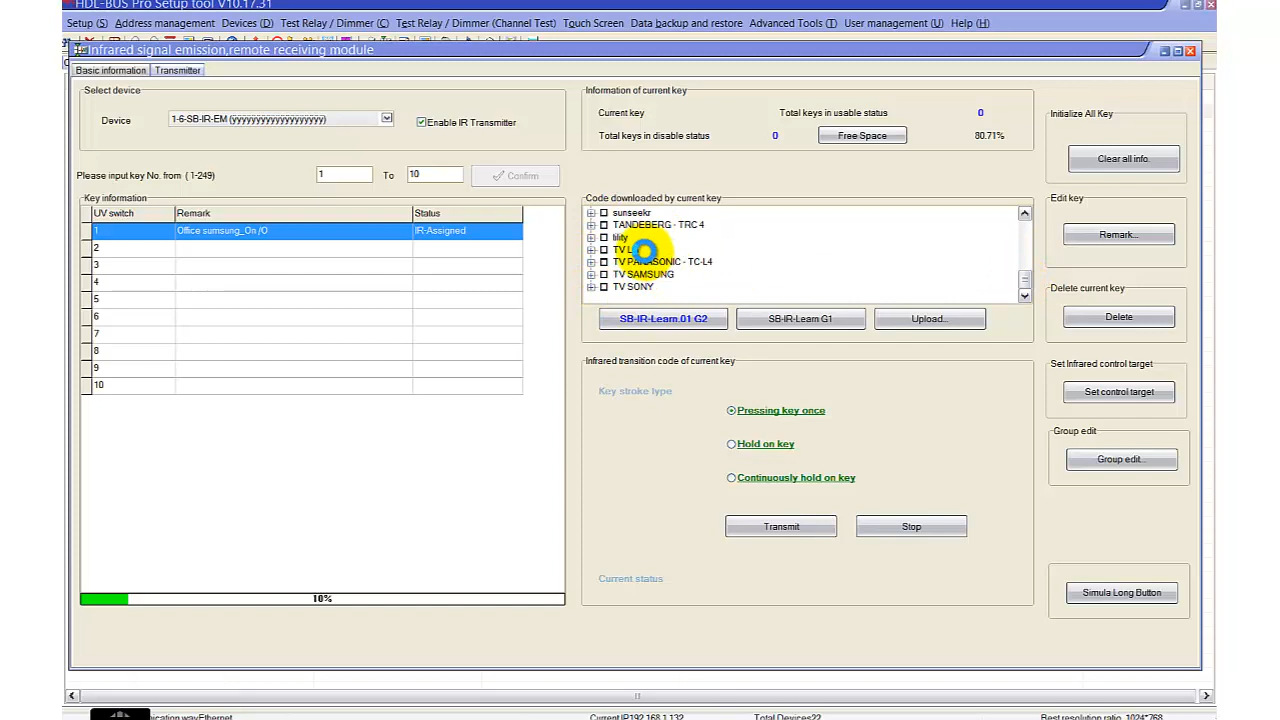 HDL-BUS Pro Setup tool V10.17.31
Setup (S) Address management Devices (D) Test Relay / Dimmer (C) Test Relay / Dimmer (Channel Test) Touch Screen Data backup and restore Advanced Tools (T) User management (U) Help (H)
Infrared signal emission,remote receiving module
Basic information Transmitter
Select device
Device 1-6-SB-IR-EM (ÿÿÿÿÿÿÿÿÿÿÿÿÿÿÿÿÿÿÿ) Enable IR Transmitter
Please input key No. from ( 1-249) 1 To 10 Confirm
Key information
UV switch Remark Status
1 Office sumsung_On /O IR-Assigned
2
3
4
5
6
7
8
9
10
10%
Information of current key
Current key Total keys in usable status 0
Total keys in disable status 0 Free Space 80.71%
Code downloaded by current key
sunseekr
TANDEBERG - TRC 4
tility
TV
TV PANASONIC - TC-L4
TV SAMSUNG
TV SONY
SB-IR-Learn.01 G2 SB-IR-Learn G1 Upload...
Infrared transition code of current key
Key stroke type
Pressing key once
Hold on key
Continuously hold on key
Transmit Stop
Current status
Initialize All Key
Clear all info.
Edit key
Remark...
Delete current key
Delete
Set Infrared control target
Set control target
Group edit
Group edit...
Simula Long Button
Current IP192.168.1.132 Total Devices22 Best resolution ratio, 1024*768